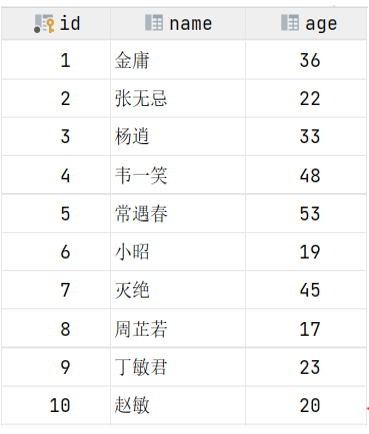 id name age
1 金庸 36
2 张无忌 22
3 杨逍 33
4 韦一笑 48
5 常遇春 53
6 小昭 19
7 灭绝 45
8 周芷若 17
9 丁敏君 23
10 赵敏 20